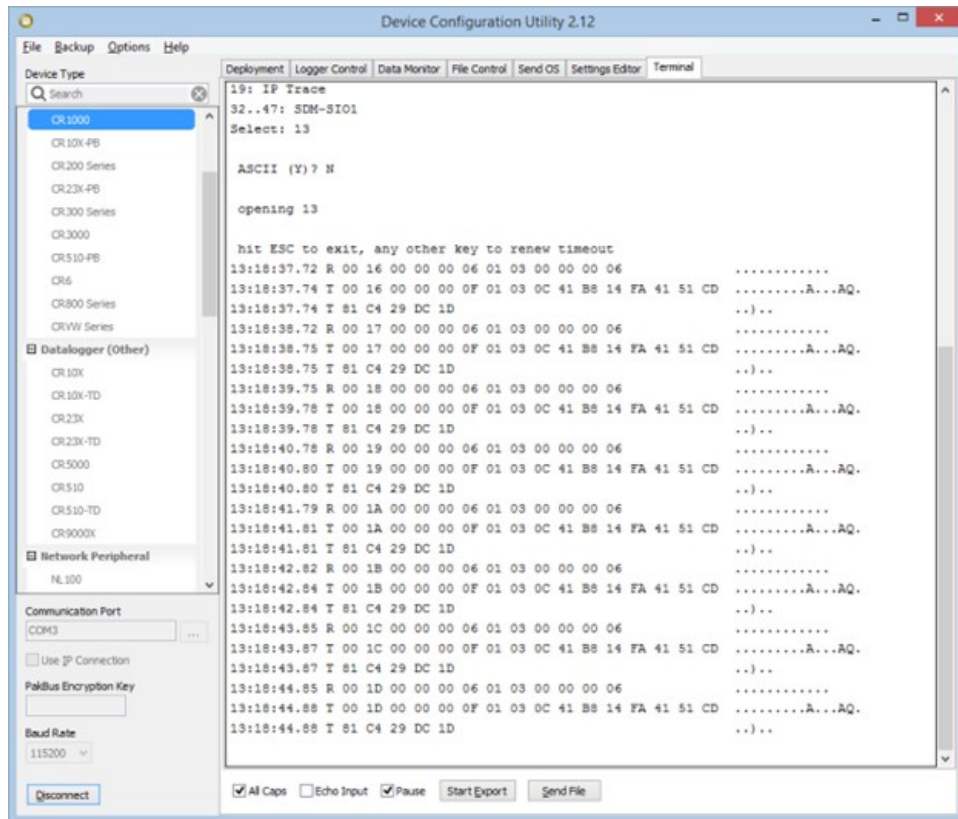 Device Configuration Utility 2.12
File Backup Options Help
Device Type
Search
CR1000
CR10X-PB
CR200 Series
CR23X-PB
CR300 Series
CR3000
CR510-PB
CR6
CR800 Series
CRVW Series
Datalogger (Other)
CR10X
CR10X-TD
CR23X
CR23X-TD
CR5000
CR510
CR510-TD
CR9000X
Network Peripheral
NL100
Communication Port
COM3
...
Use IP Connection
PakBus Encryption Key
Baud Rate
115200
Disconnect
Deployment Logger Control Data Monitor File Control Send OS Settings Editor Terminal
19: IP Trace
32..47: SDM-SIO1
Select: 13
ASCII (Y)? N
opening 13
hit ESC to exit, any other key to renew timeout
13:18:37.72 R 00 16 00 00 00 06 01 03 00 00 00 06 ............
13:18:37.74 T 00 16 00 00 00 0F 01 03 0C 41 B8 14 FA 41 51 CD .........A...AQ.
13:18:37.74 T 81 C4 29 DC 1D ..)..
13:18:38.72 R 00 17 00 00 00 06 01 03 00 00 00 06 ............
13:18:38.75 T 00 17 00 00 00 0F 01 03 0C 41 B8 14 FA 41 51 CD .........A...AQ.
13:18:38.75 T 81 C4 29 DC 1D ..)..
13:18:39.75 R 00 18 00 00 00 06 01 03 00 00 00 06 ............
13:18:39.78 T 00 18 00 00 00 0F 01 03 0C 41 B8 14 FA 41 51 CD .........A...AQ.
13:18:39.78 T 81 C4 29 DC 1D ..)..
13:18:40.78 R 00 19 00 00 00 06 01 03 00 00 00 06 ............
13:18:40.80 T 00 19 00 00 00 0F 01 03 0C 41 B8 14 FA 41 51 CD .........A...AQ.
13:18:40.80 T 81 C4 29 DC 1D ..)..
13:18:41.79 R 00 1A 00 00 00 06 01 03 00 00 00 06 ............
13:18:41.81 T 00 1A 00 00 00 0F 01 03 0C 41 B8 14 FA 41 51 CD .........A...AQ.
13:18:41.81 T 81 C4 29 DC 1D ..)..
13:18:42.82 R 00 1B 00 00 00 06 01 03 00 00 00 06 ............
13:18:42.84 T 00 1B 00 00 00 0F 01 03 0C 41 B8 14 FA 41 51 CD .........A...AQ.
13:18:42.84 T 81 C4 29 DC 1D ..)..
13:18:43.85 R 00 1C 00 00 00 06 01 03 00 00 00 06 ............
13:18:43.87 T 00 1C 00 00 00 0F 01 03 0C 41 B8 14 FA 41 51 CD .........A...AQ.
13:18:43.87 T 81 C4 29 DC 1D ..)..
13:18:44.85 R 00 1D 00 00 00 06 01 03 00 00 00 06 ............
13:18:44.88 T 00 1D 00 00 00 0F 01 03 0C 41 B8 14 FA 41 51 CD .........A...AQ.
13:18:44.88 T 81 C4 29 DC 1D ..)..
All Caps Echo Input Pause Start Export Send File